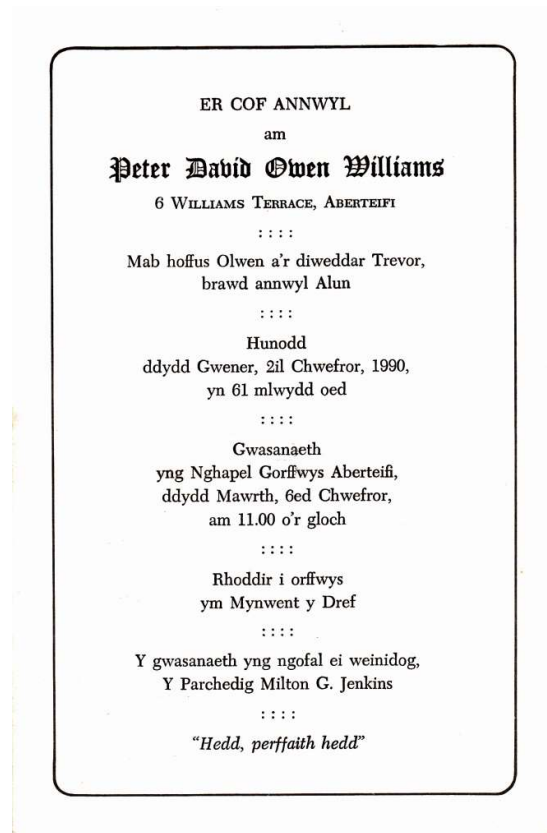 ER COF ANNWYL
am
Peter David Owen Williams
6 WILLIAMS TERRACE, ABERTEIFI
: : : :
Mab hoffus Olwen a'r diweddar Trevor,
brawd annwyl Alun
: : : :
Hunodd
ddydd Gwener, 2il Chwefror, 1990,
yn 61 mlwydd oed
: : : :
Gwasanaeth
yng Nghapel Gorffwys Aberteifi,
ddydd Mawrth, 6ed Chwefror,
am 11.00 o'r gloch
: : : :
Rhoddir i orffwys
ym Mynwent y Dref
: : : :
Y gwasanaeth yng ngofal ei weinidog,
Y Parchedig Milton G. Jenkins
: : : :
"Hedd, perffaith hedd"